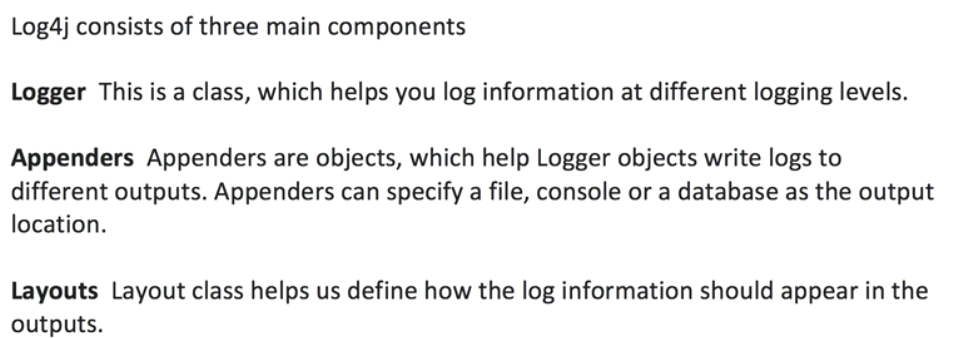 Log4j consists of three main components
Logger This is a class, which helps you log information at different logging levels.
Appenders Appenders are objects, which help Logger objects write logs to
different outputs. Appenders can specify a file, console or a database as the output
location.
Layouts Layout class helps us define how the log information should appear in the
outputs.